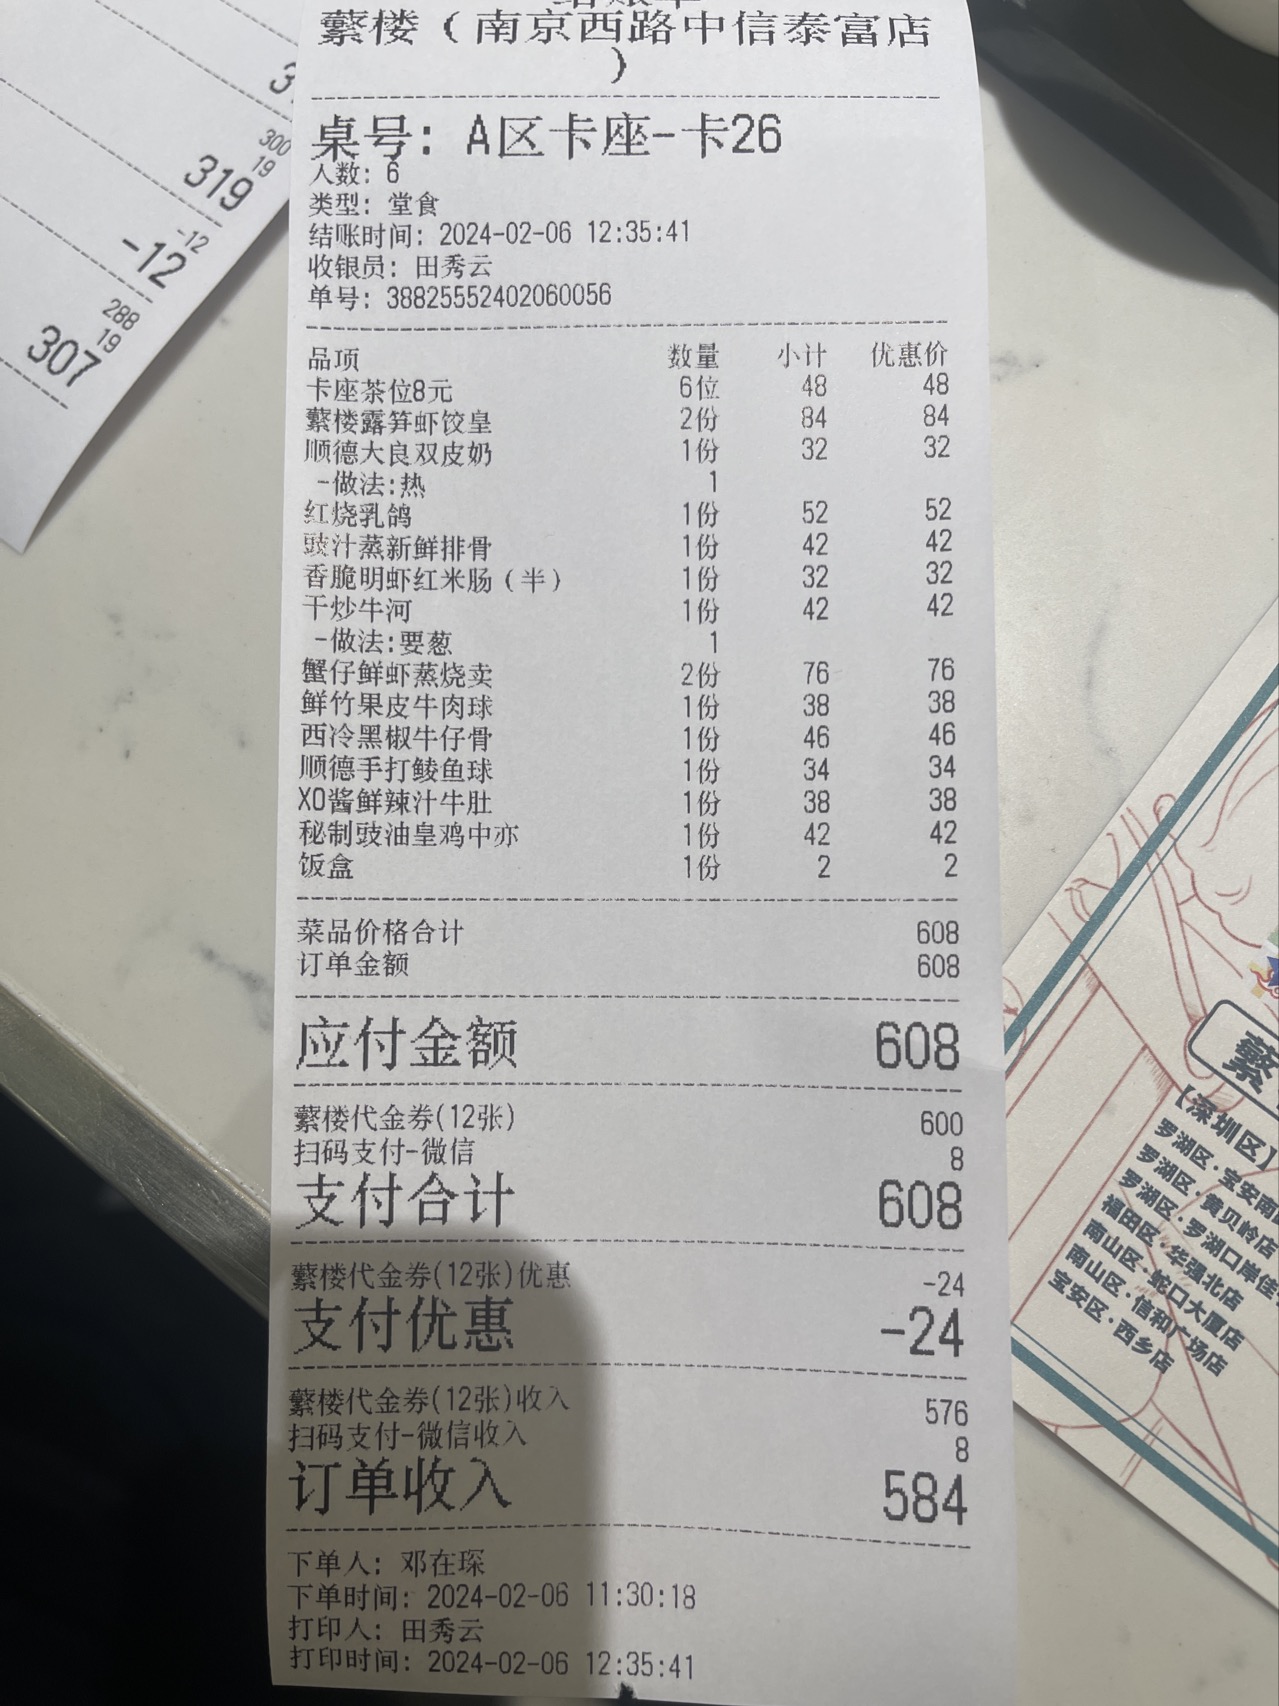 结账单
蘩楼（南京西路中信泰富店
）
桌号: A区卡座-卡26
人数: 6
类型: 堂食
结账时间: 2024-02-06 12:35:41
收银员: 田秀云
单号: 38825552402060056
品项 数量 小计 优惠价
卡座茶位8元 6位 48 48
蘩楼露笋虾饺皇 2份 84 84
顺德大良双皮奶 1份 32 32
-做法:热 1
红烧乳鸽 1份 52 52
豉汁蒸新鲜排骨 1份 42 42
香脆明虾红米肠（半） 1份 32 32
干炒牛河 1份 42 42
-做法:要葱 1
蟹仔鲜虾蒸烧卖 2份 76 76
鲜竹果皮牛肉球 1份 38 38
西冷黑椒牛仔骨 1份 46 46
顺德手打鲮鱼球 1份 34 34
XO酱鲜辣汁牛肚 1份 38 38
秘制豉油皇鸡中亦 1份 42 42
饭盒 1份 2 2
菜品价格合计 608
订单金额 608
应付金额 608
蘩楼代金券(12张) 600
扫码支付-微信 8
支付合计 608
蘩楼代金券(12张)优惠 -24
支付优惠 -24
蘩楼代金券(12张)收入 576
扫码支付-微信收入 8
订单收入 584
下单人: 邓在琛
下单时间: 2024-02-06 11:30:18
打印人: 田秀云
打印时间: 2024-02-06 12:35:41
300
19
319
-12
-12
288
19
307
蘩
【深圳区】
罗湖区·宝安南
罗湖区·黄贝岭店
罗湖区·罗湖口岸佳
福田区·华强北店
南山区·蛇口大厦店
南山区·信和广场店
宝安区·西乡店